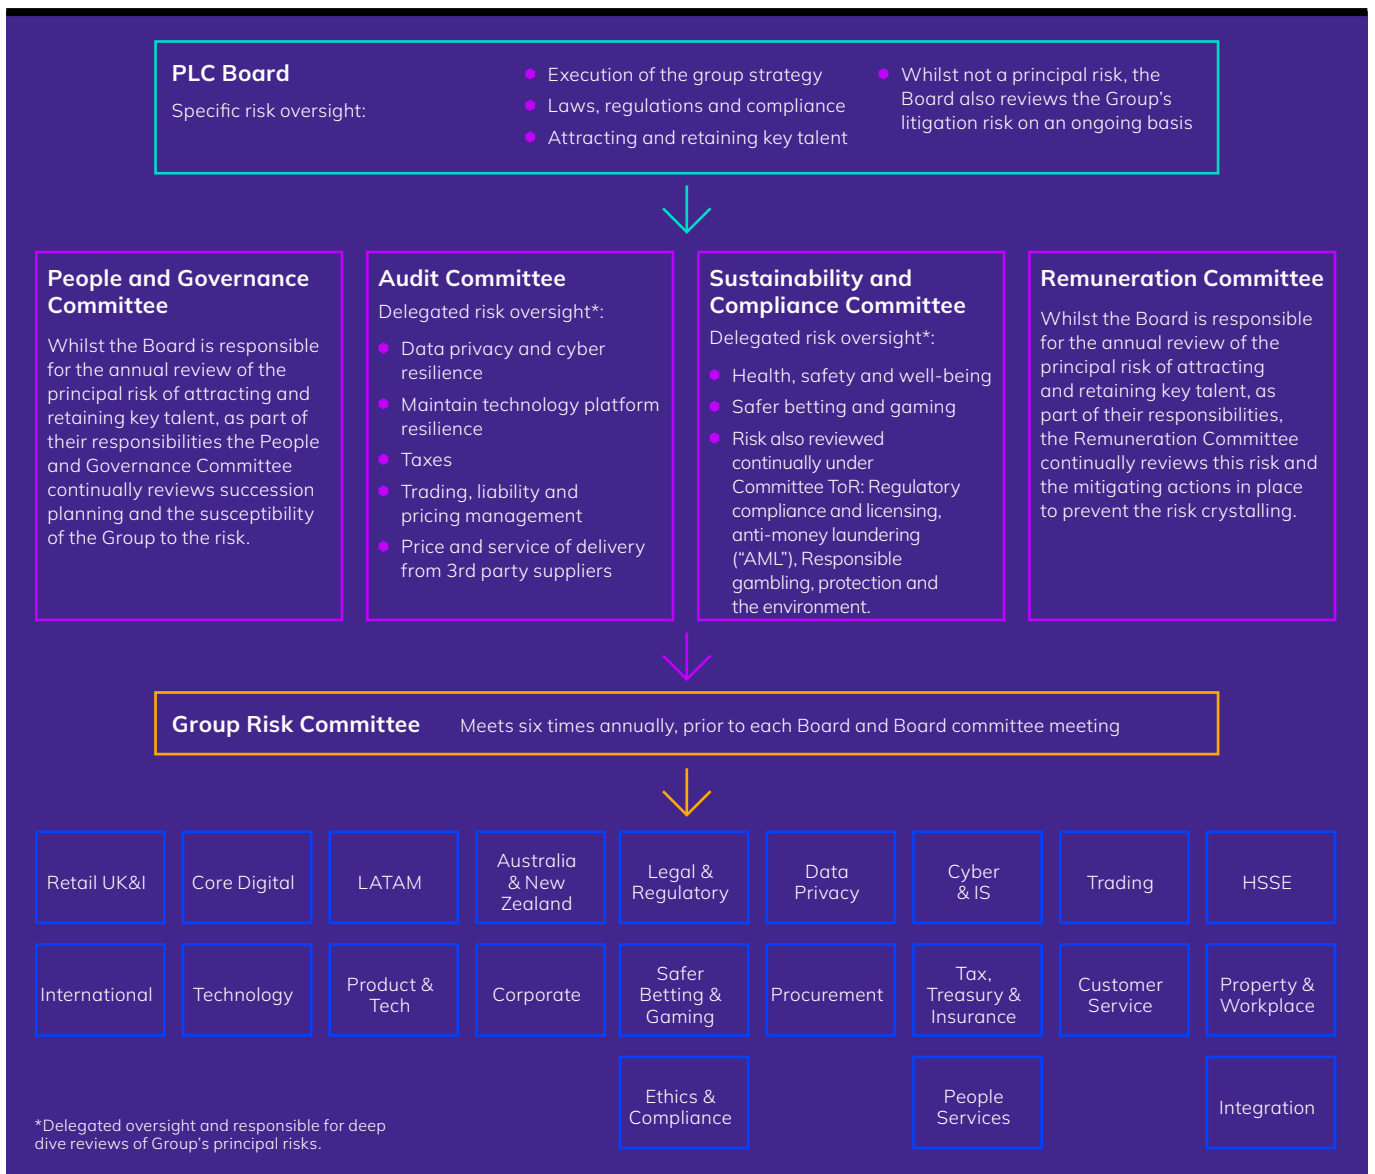 PLC Board
Specific risk oversight:
Execution of the group strategy
Laws, regulations and compliance
Attracting and retaining key talent
Whilst not a principal risk, the
Board also reviews the Group’s
litigation risk on an ongoing basis
People and Governance
Committee
Whilst the Board is responsible
for the annual review of the
principal risk of attracting and
retaining key talent, as part of
their responsibilities the People
and Governance Committee
continually reviews succession
planning and the susceptibility
of the Group to the risk.
Audit Committee
Delegated risk oversight*:
Data privacy and cyber
resilience
Maintain technology platform
resilience
Taxes
Trading, liability and
pricing management
Price and service of delivery
from 3rd party suppliers
Sustainability and
Compliance Committee
Delegated risk oversight*:
Health, safety and well-being
Safer betting and gaming
Risk also reviewed
continually under
Committee ToR: Regulatory
compliance and licensing,
anti-money laundering
(“AML”), Responsible
gambling, protection and
the environment.
Remuneration Committee
Whilst the Board is responsible
for the annual review of the
principal risk of attracting
and retaining key talent, as
part of their responsibilities,
the Remuneration Committee
continually reviews this risk and
the mitigating actions in place
to prevent the risk crystalling.
Group Risk Committee
Meets six times annually, prior to each Board and Board committee meeting
Retail UK&I
Core Digital
LATAM
Australia
& New
Zealand
Legal &
Regulatory
Data
Privacy
Cyber
& IS
Trading
HSSE
International
Technology
Product &
Tech
Corporate
Safer
Betting &
Gaming
Procurement
Tax,
Treasury &
Insurance
Customer
Service
Property &
Workplace
Ethics &
Compliance
People
Services
Integration
*Delegated oversight and responsible for deep
dive reviews of Group’s principal risks.